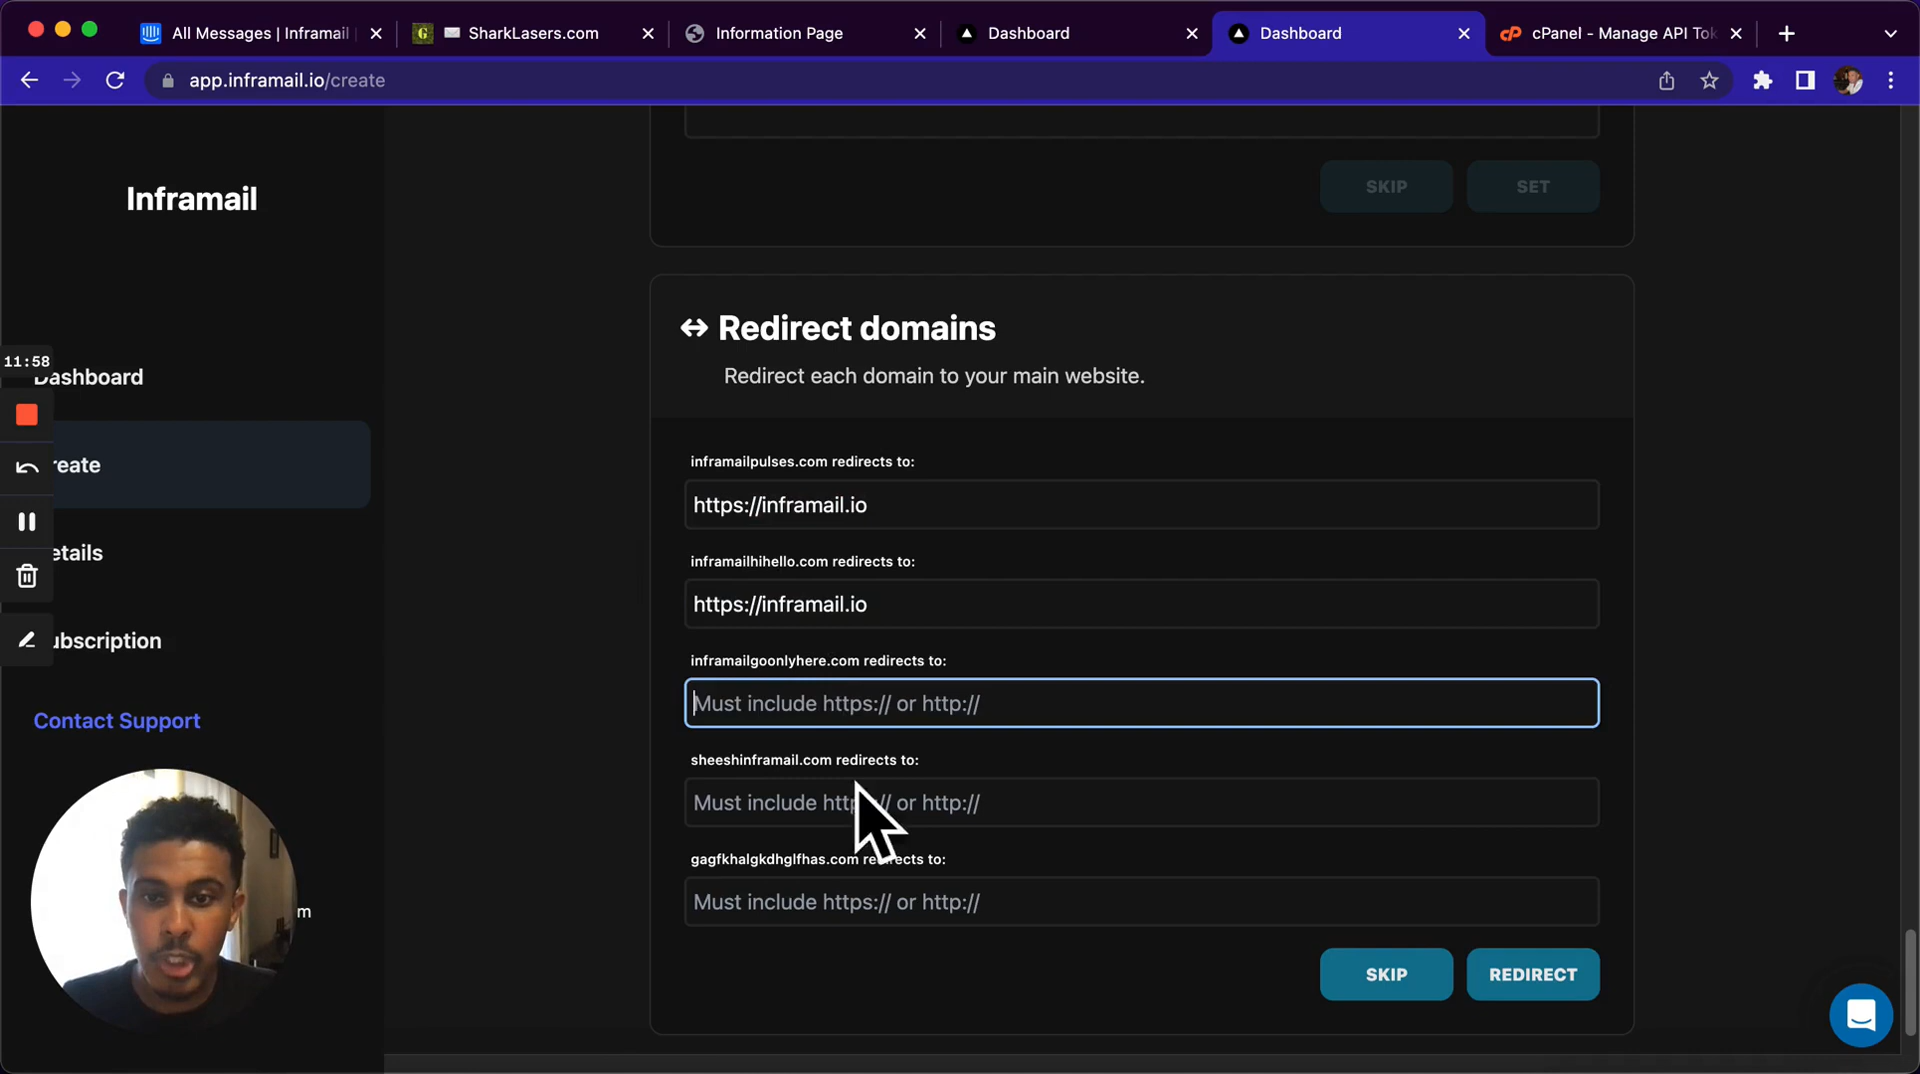 All Messages | Inframail
SharkLasers.com
Information Page
Dashboard
Dashboard
cPanel - Manage API Tok
app.inframail.io/create
Inframail
11:58
Dashboard
reate
etails
ubscription
Contact Support
m
SKIP
SET
Redirect domains
Redirect each domain to your main website.
inframailpulses.com redirects to:
https://inframail.io
inframailhihello.com redirects to:
https://inframail.io
inframailgoonlyhere.com redirects to:
Must include https:// or http://
sheeshinframail.com redirects to:
Must include https:// or http://
gagfkhalgkdhglfhas.com redirects to:
Must include https:// or http://
SKIP
REDIRECT